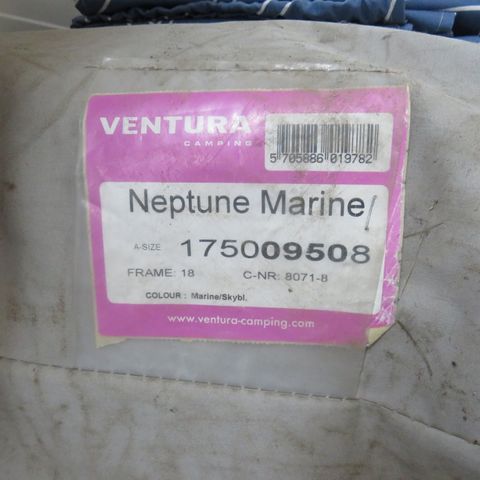 VENTURA
CAMPING
5 705886 019782
Neptune Marine/
A-SIZE: 175009508
FRAME: 18 C-NR: 8071-8
COLOUR : Marine/Skybl.
www.ventura-camping.com